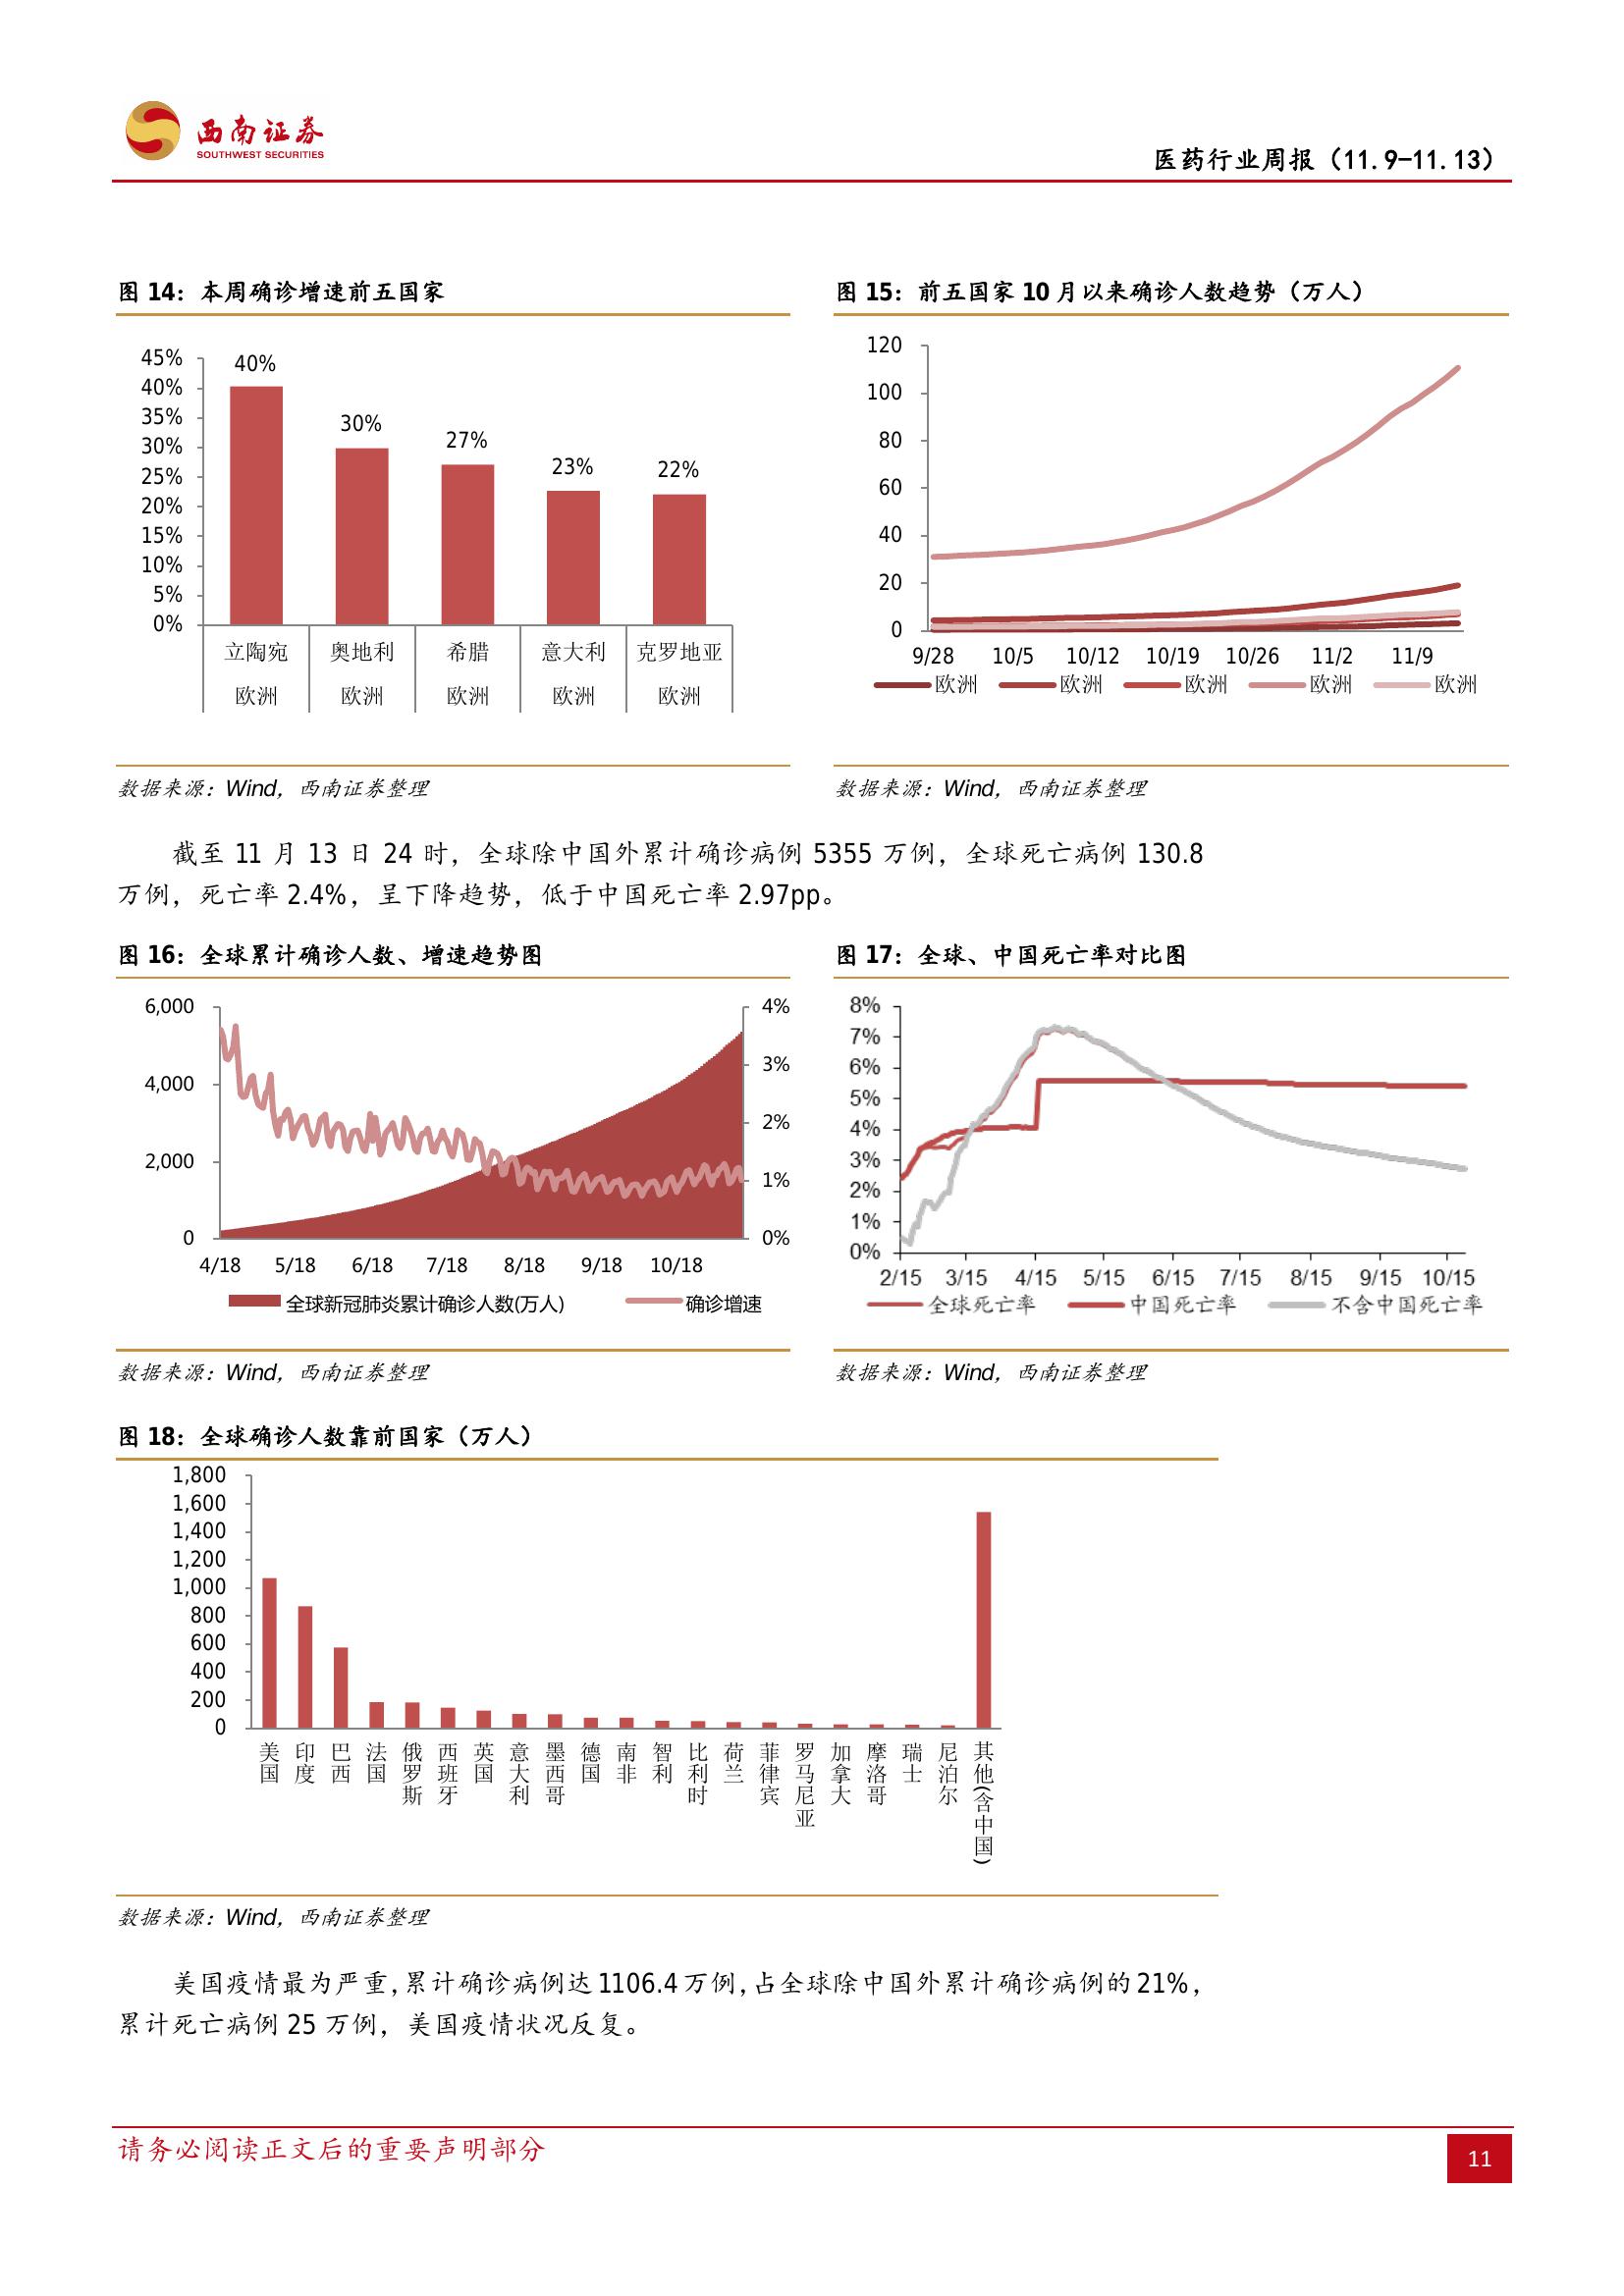 西南证券
SOUTHWEST SECURITIES
医药行业周报（11.9-11.13）
图 14：本周确诊增速前五国家
45%
40%
35%
30%
25%
20%
15%
10%
5%
0%
40%
30%
27%
23%
22%
立陶宛 奥地利 希腊 意大利 克罗地亚
欧洲 欧洲 欧洲 欧洲 欧洲
数据来源：Wind，西南证券整理
图 15：前五国家 10 月以来确诊人数趋势（万人）
120
100
80
60
40
20
0
9/28 10/5 10/12 10/19 10/26 11/2 11/9
欧洲 欧洲 欧洲 欧洲 欧洲
数据来源：Wind，西南证券整理
截至 11 月 13 日 24 时，全球除中国外累计确诊病例 5355 万例，全球死亡病例 130.8
万例，死亡率 2.4%，呈下降趋势，低于中国死亡率 2.97pp。
图 16：全球累计确诊人数、增速趋势图
6,000
4,000
2,000
0
4%
3%
2%
1%
0%
4/18 5/18 6/18 7/18 8/18 9/18 10/18
全球新冠肺炎累计确诊人数(万人) 确诊增速
数据来源：Wind，西南证券整理
图 17：全球、中国死亡率对比图
8%
7%
6%
5%
4%
3%
2%
1%
0%
2/15 3/15 4/15 5/15 6/15 7/15 8/15 9/15 10/15
全球死亡率 中国死亡率 不含中国死亡率
数据来源：Wind，西南证券整理
图 18：全球确诊人数靠前国家（万人）
1,800
1,600
1,400
1,200
1,000
800
600
400
200
0
美国 印度 巴西 法国 俄罗斯 西班牙 英国 意大利 墨西哥 德国 南非 智利 比利时 荷兰 菲律宾 罗马尼亚 加拿大 摩洛哥 瑞士 尼泊尔 其他(含中国)
数据来源：Wind，西南证券整理
美国疫情最为严重，累计确诊病例达 1106.4 万例，占全球除中国外累计确诊病例的 21%，
累计死亡病例 25 万例，美国疫情状况反复。
请务必阅读正文后的重要声明部分
11